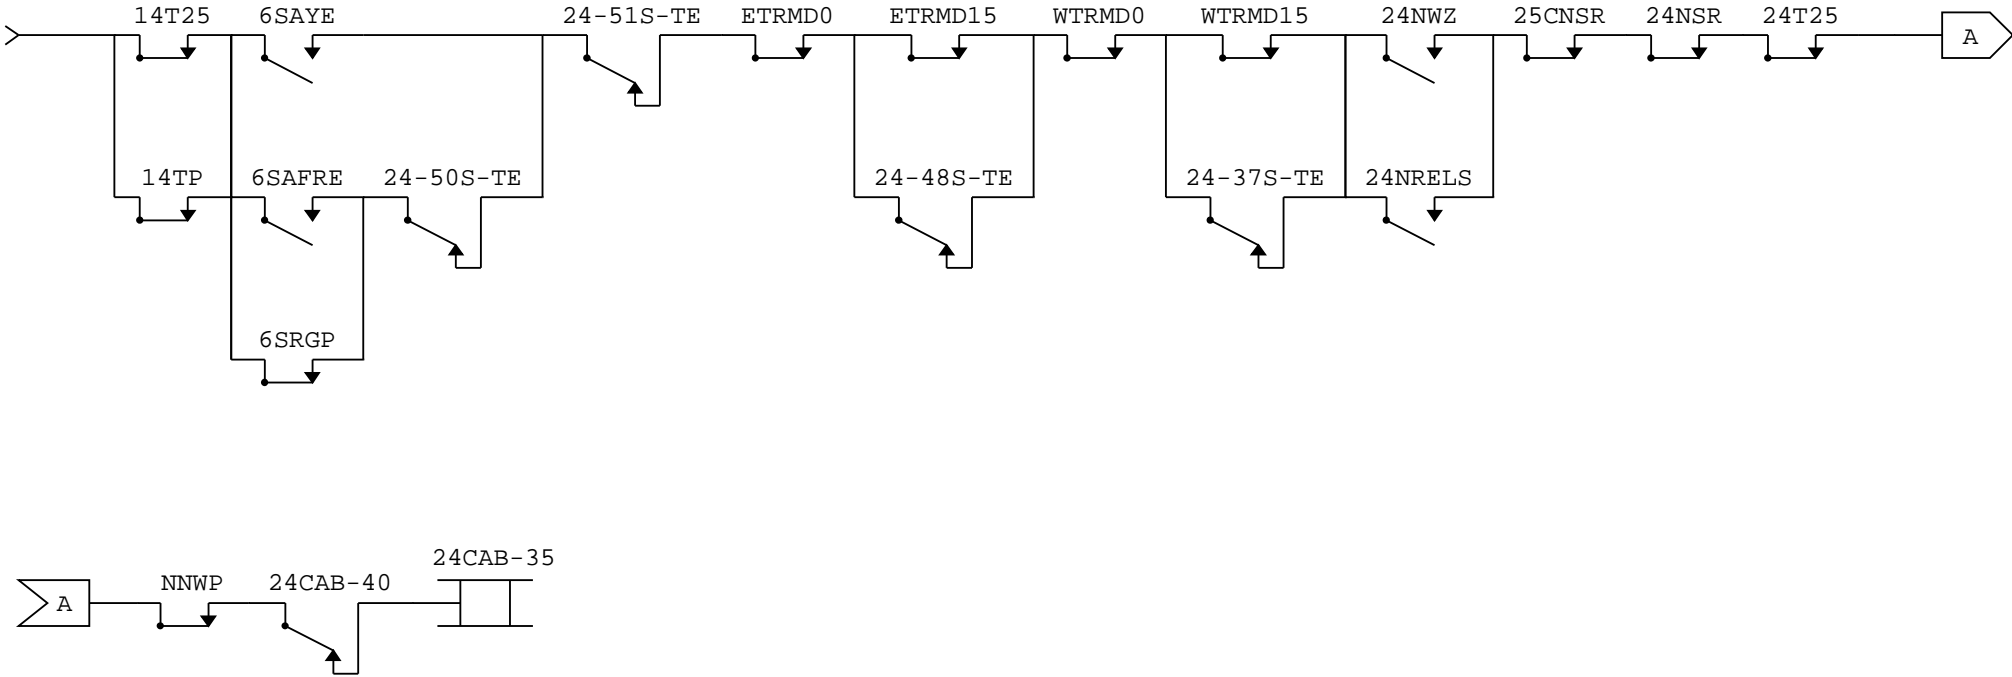 14T25 6SAYE 24-51S-TE ETRMD0 ETRMD15 WTRMD0 WTRMD15 24NWZ 25CNSR 24NSR 24T25
A
14TP 6SAFRE 24-50S-TE 24-48S-TE 24-37S-TE 24NRELS
6SRGP
24CAB-35
NNWP 24CAB-40
A